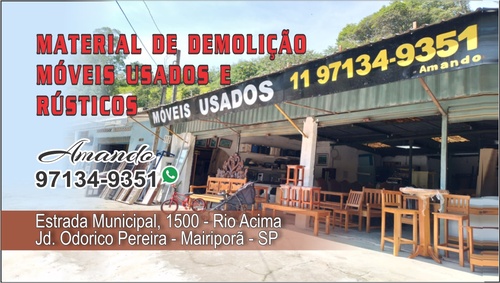 MATERIAL DE DEMOLIÇÃO
MÓVEIS USADOS E
RÚSTICOS
MÓVEIS USADOS 11 97134-9351
Amando
Amando
97134-9351
Estrada Municipal, 1500 - Rio Acima
Jd. Odorico Pereira - Mairiporã - SP